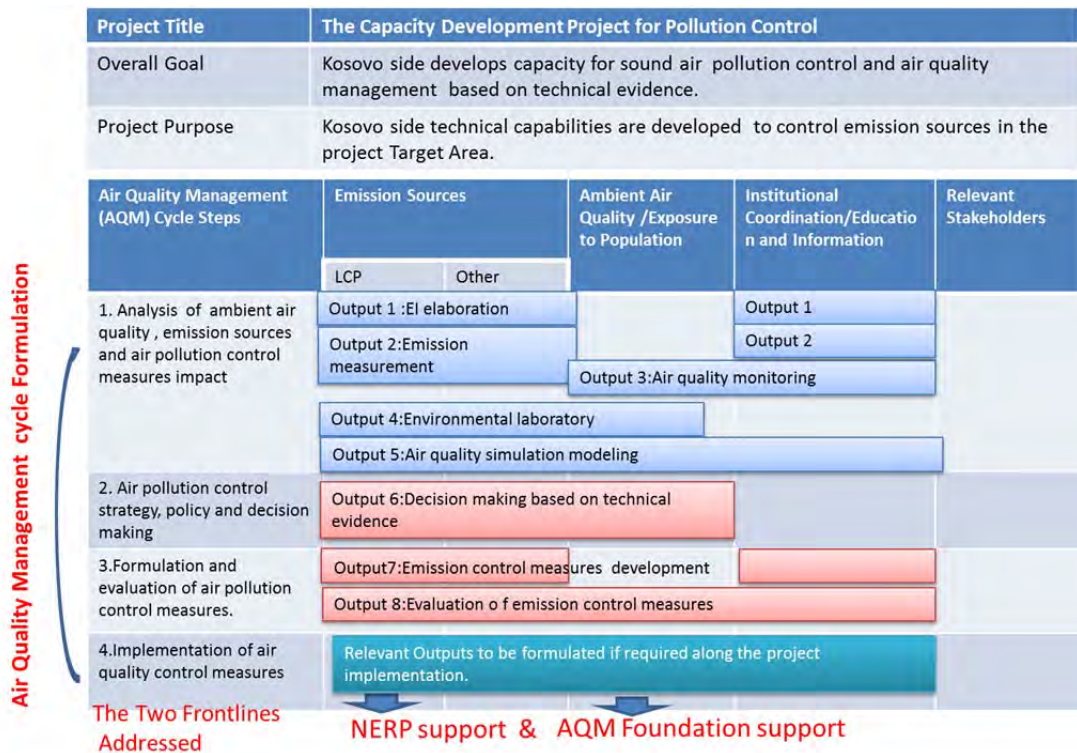 Project Title
The Capacity Development Project for Pollution Control
Overall Goal
Kosovo side develops capacity for sound air pollution control and air quality
management based on technical evidence.
Project Purpose
Kosovo side technical capabilities are developed to control emission sources in the
project Target Area.
Air Quality Management
(AQM) Cycle Steps
Emission Sources
Ambient Air
Quality /Exposure
to Population
Institutional
Coordination/Educatio
n and Information
Relevant
Stakeholders
LCP
Other
Air Quality Management cycle Formulation
1. Analysis of ambient air
quality , emission sources
and air pollution control
measures impact
Output 1 :EI elaboration
Output 1
Output 2:Emission
measurement
Output 2
Output 3:Air quality monitoring
Output 4:Environmental laboratory
Output 5:Air quality simulation modeling
2. Air pollution control
strategy, policy and decision
making
Output 6:Decision making based on technical
evidence
3.Formulation and
evaluation of air pollution
control measures.
Output7:Emission control measures development
Output 8:Evaluation o f emission control measures
4.Implementation of air
quality control measures
Relevant Outputs to be formulated if required along the project
implementation.
The Two Frontlines
Addressed
NERP support & AQM Foundation support